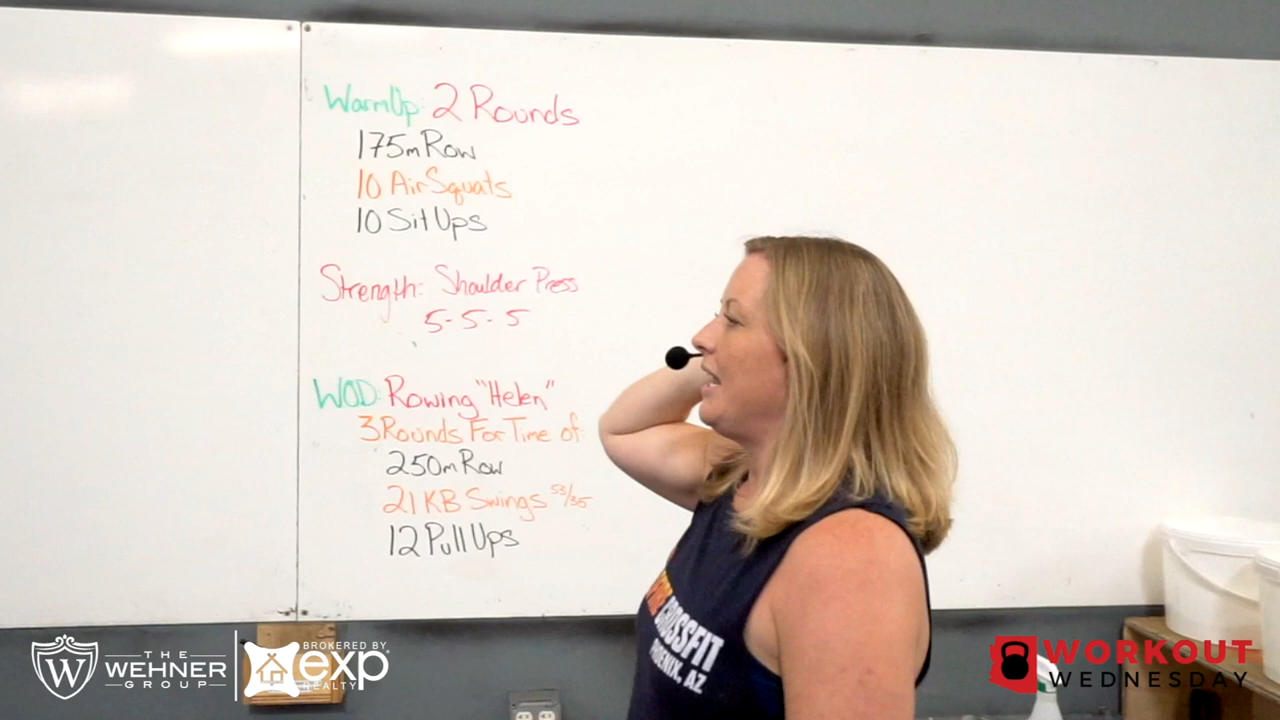 WarmUp: 2 Rounds
175m Row
10 Air Squats
10 Sit Ups
Strength: Shoulder Press
5-5-5
WOD: Rowing "Helen"
3 Rounds For Time of:
250m Row
21 KB Swings 53/35
12 Pull Ups
CROSSFIT
PHOENIX, AZ
W
THE
WEHNER
GROUP
BROKERED BY
exp
REALTY
WORKOUT
WEDNESDAY